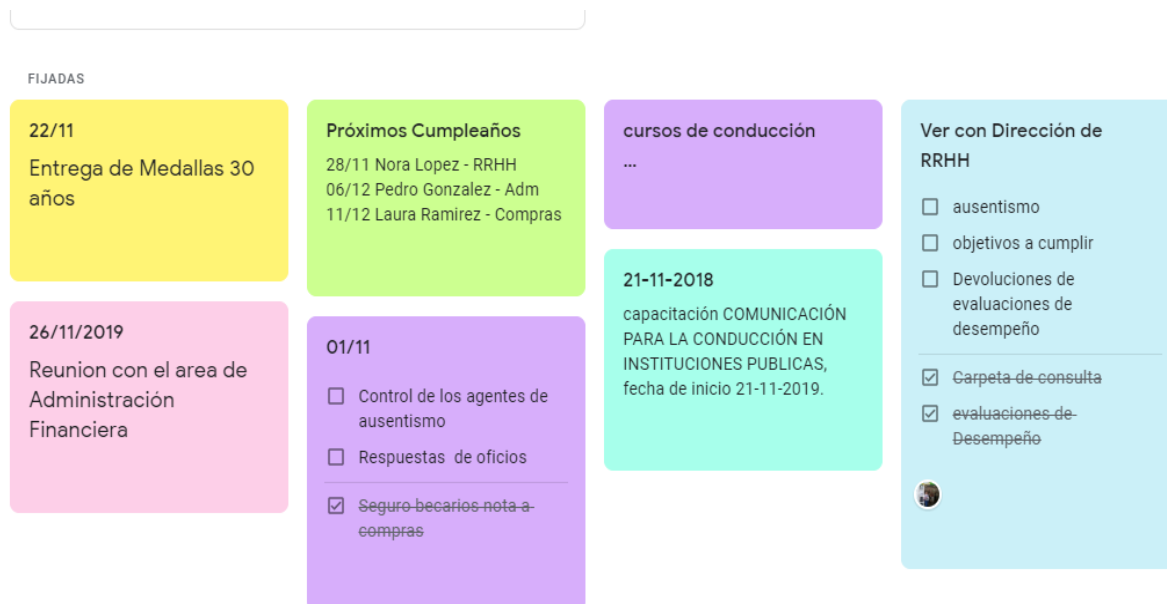 FIJADAS
22/11
Entrega de Medallas 30
años
26/11/2019
Reunion con el area de
Administración
Financiera
Próximos Cumpleaños
28/11 Nora Lopez - RRHH
06/12 Pedro Gonzalez - Adm
11/12 Laura Ramirez - Compras
01/11
Control de los agentes de
ausentismo
Respuestas de oficios
Seguro becarios nota a
compras
cursos de conducción
...
21-11-2018
capacitación COMUNICACIÓN
PARA LA CONDUCCIÓN EN
INSTITUCIONES PUBLICAS,
fecha de inicio 21-11-2019.
Ver con Dirección de
RRHH
ausentismo
objetivos a cumplir
Devoluciones de
evaluaciones de
desempeño
Carpeta de consulta
evaluaciones de
Desempeño